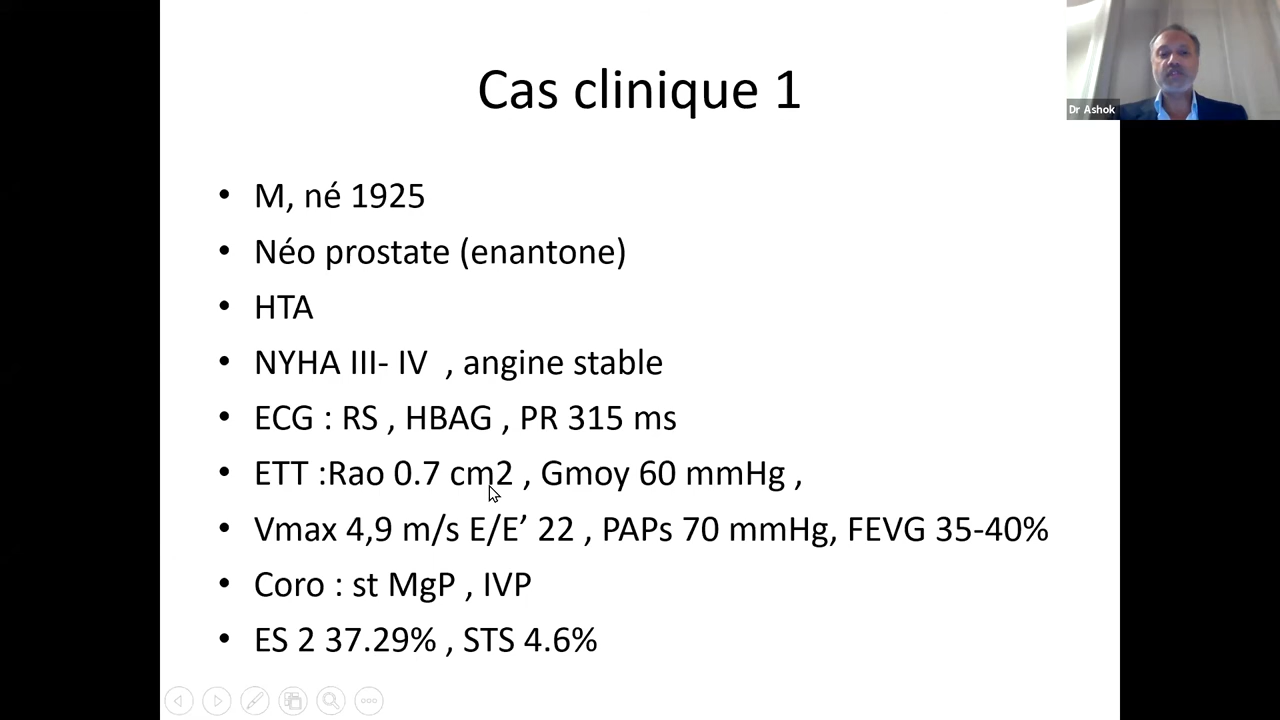 Cas clinique 1
Dr Ashok
• M, né 1925
• Néo prostate (enantone)
• HTA
• NYHA III- IV , angine stable
• ECG : RS , HBAG , PR 315 ms
• ETT :Rao 0.7 cm2 , Gmoy 60 mmHg ,
• Vmax 4,9 m/s E/E’ 22 , PAPs 70 mmHg, FEVG 35-40%
• Coro : st MgP , IVP
• ES 2 37.29% , STS 4.6%